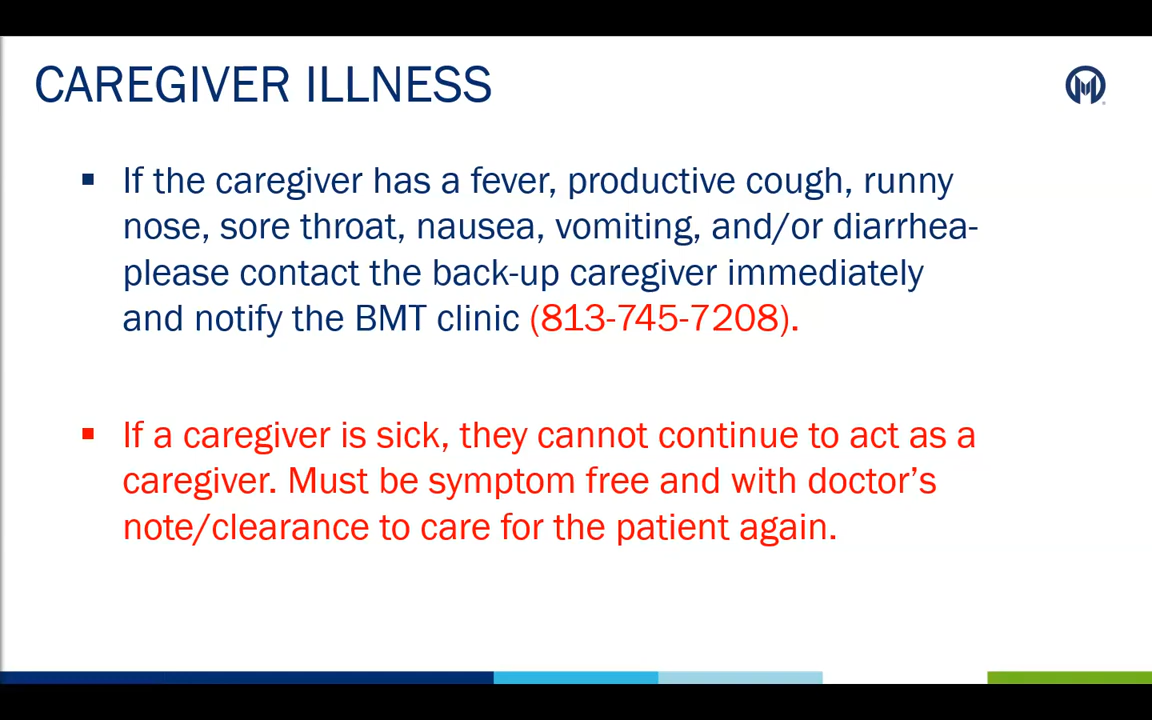 CAREGIVER ILLNESS
▪ If the caregiver has a fever, productive cough, runny
nose, sore throat, nausea, vomiting, and/or diarrhea-
please contact the back-up caregiver immediately
and notify the BMT clinic (813-745-7208).
▪ If a caregiver is sick, they cannot continue to act as a
caregiver. Must be symptom free and with doctor’s
note/clearance to care for the patient again.